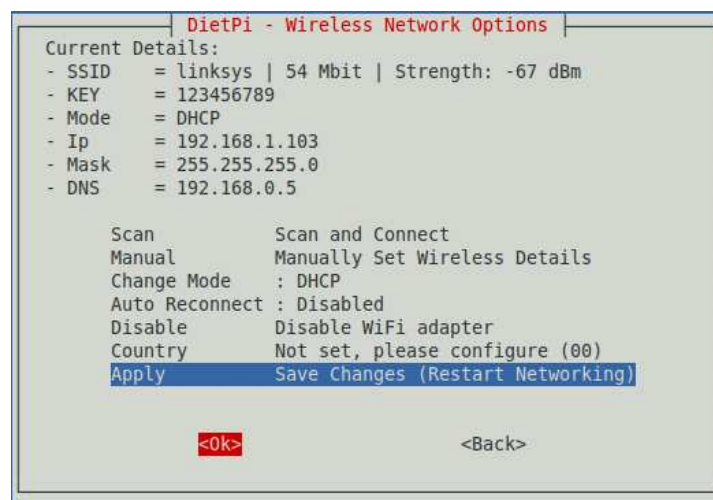 DietPi - Wireless Network Options
Current Details:
- SSID = linksys | 54 Mbit | Strength: -67 dBm
- KEY = 123456789
- Mode = DHCP
- Ip = 192.168.1.103
- Mask = 255.255.255.0
- DNS = 192.168.0.5
Scan Scan and Connect
Manual Manually Set Wireless Details
Change Mode : DHCP
Auto Reconnect : Disabled
Disable Disable WiFi adapter
Country Not set, please configure (00)
Apply Save Changes (Restart Networking)
<Ok> <Back>